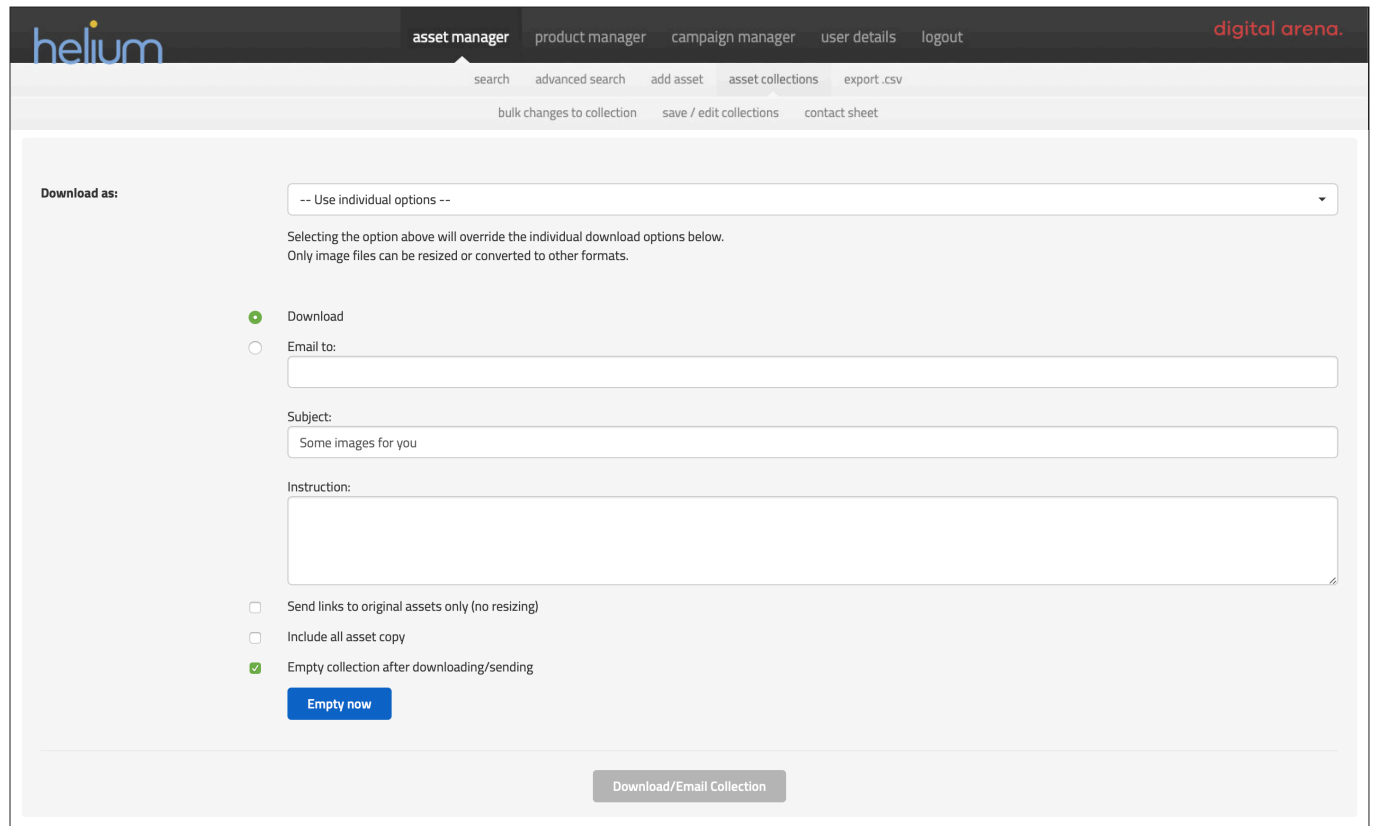 helium
asset manager product manager campaign manager user details logout
digital arena.
search advanced search add asset asset collections export .csv
bulk changes to collection save / edit collections contact sheet
Download as:
-- Use individual options --
Selecting the option above will override the individual download options below.
Only image files can be resized or converted to other formats.
Download
Email to:
Subject:
Some images for you
Instruction:
Send links to original assets only (no resizing)
Include all asset copy
Empty collection after downloading/sending
Empty now
Download/Email Collection